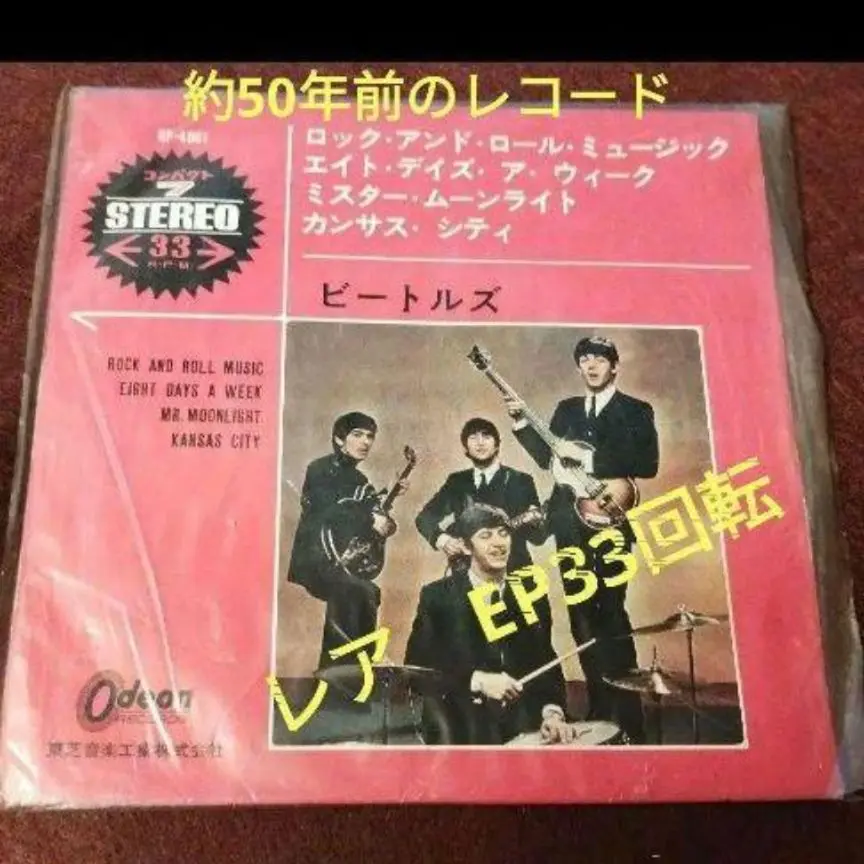 約50年前のレコード
ロック・アンド・ロール・ミュージック
エイト・デイズ・ア・ウィーク
ミスター・ムーンライト
カンサス・シティ
コンパクト
7
STEREO
33
R·P·M
ビートルズ
ROCK AND ROLL MUSIC
EIGHT DAYS A WEEK
MR. MOONLIGHT
KANSAS CITY
EP33回転
レア
Odeon
RECORDS
東芝音楽工業株式会社